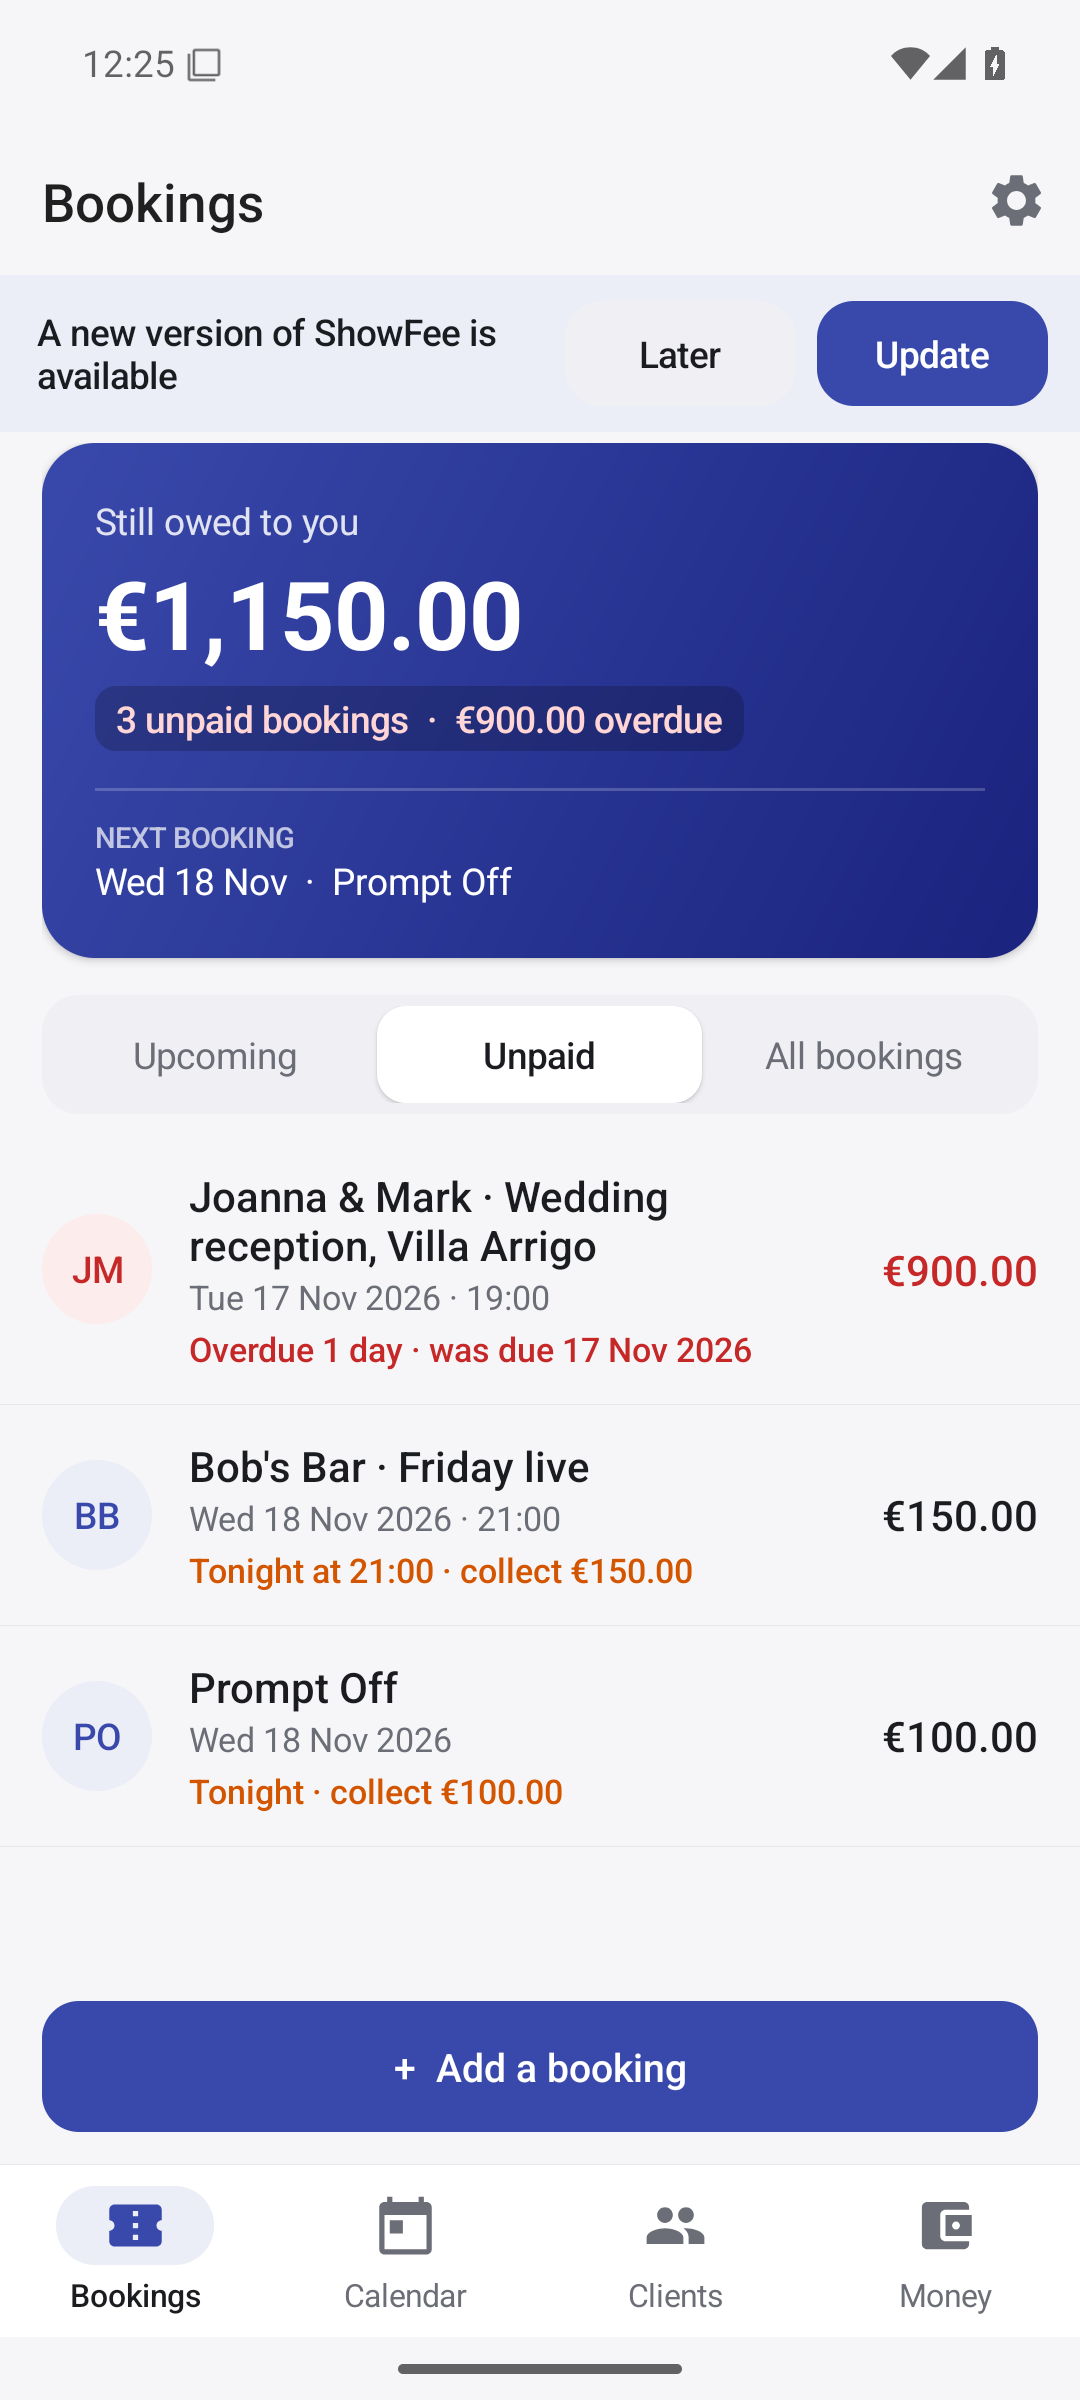 12:25
Bookings
A new version of ShowFee is
available
Later
Update
Still owed to you
€1,150.00
3 unpaid bookings · €900.00 overdue
NEXT BOOKING
Wed 18 Nov · Prompt Off
Upcoming
Unpaid
All bookings
JM
Joanna & Mark · Wedding
reception, Villa Arrigo
Tue 17 Nov 2026 · 19:00
Overdue 1 day · was due 17 Nov 2026
€900.00
BB
Bob's Bar · Friday live
Wed 18 Nov 2026 · 21:00
Tonight at 21:00 · collect €150.00
€150.00
PO
Prompt Off
Wed 18 Nov 2026
Tonight · collect €100.00
€100.00
+ Add a booking
Bookings
Calendar
Clients
Money